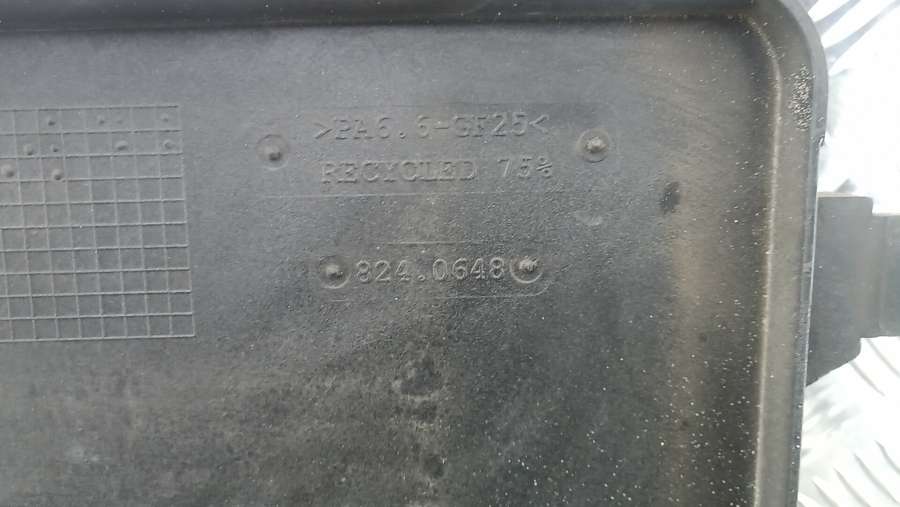 >PA6.6-GF25<
RECYCLED 75%
824.0648